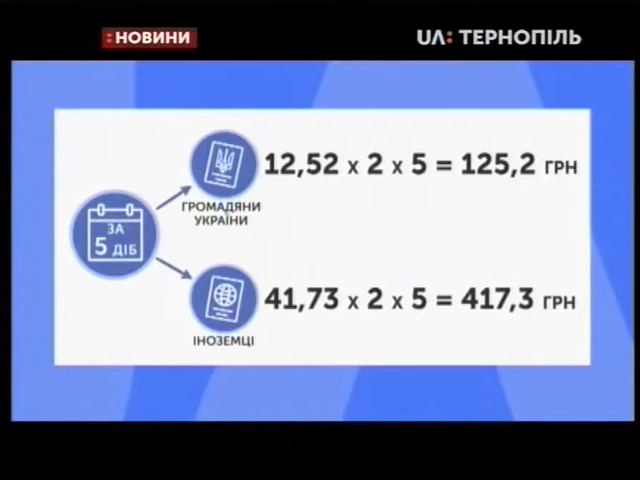 :НОВИНИ
UA: ТЕРНОПІЛЬ
12,52 x 2 x 5 = 125,2 ГРН
ГРОМАДЯНИ
УКРАЇНИ
ЗА
5 ДІБ
41,73 x 2 x 5 = 417,3 ГРН
ІНОЗЕМЦІ